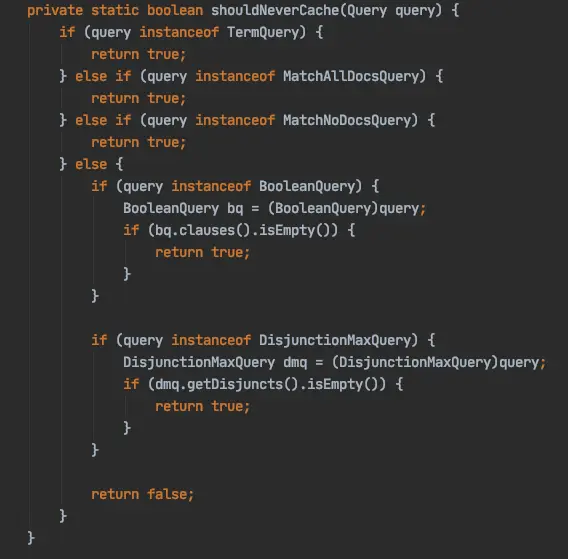 private static boolean shouldNeverCache(Query query) {
    if (query instanceof TermQuery) {
        return true;
    } else if (query instanceof MatchAllDocsQuery) {
        return true;
    } else if (query instanceof MatchNoDocsQuery) {
        return true;
    } else {
        if (query instanceof BooleanQuery) {
            BooleanQuery bq = (BooleanQuery)query;
            if (bq.clauses().isEmpty()) {
                return true;
            }
        }

        if (query instanceof DisjunctionMaxQuery) {
            DisjunctionMaxQuery dmq = (DisjunctionMaxQuery)query;
            if (dmq.getDisjuncts().isEmpty()) {
                return true;
            }
        }

        return false;
    }
}